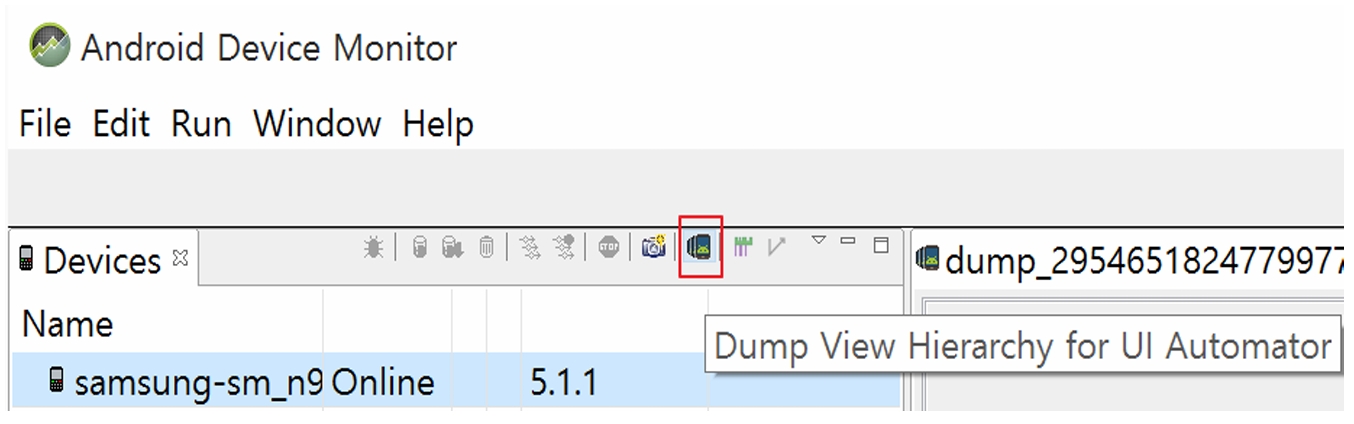 Android Device Monitor
File Edit Run Window Help
STOP
Devices
dump_2954651824779977
Name
Dump View Hierarchy for UI Automator
samsung-sm_n9 Online 5.1.1